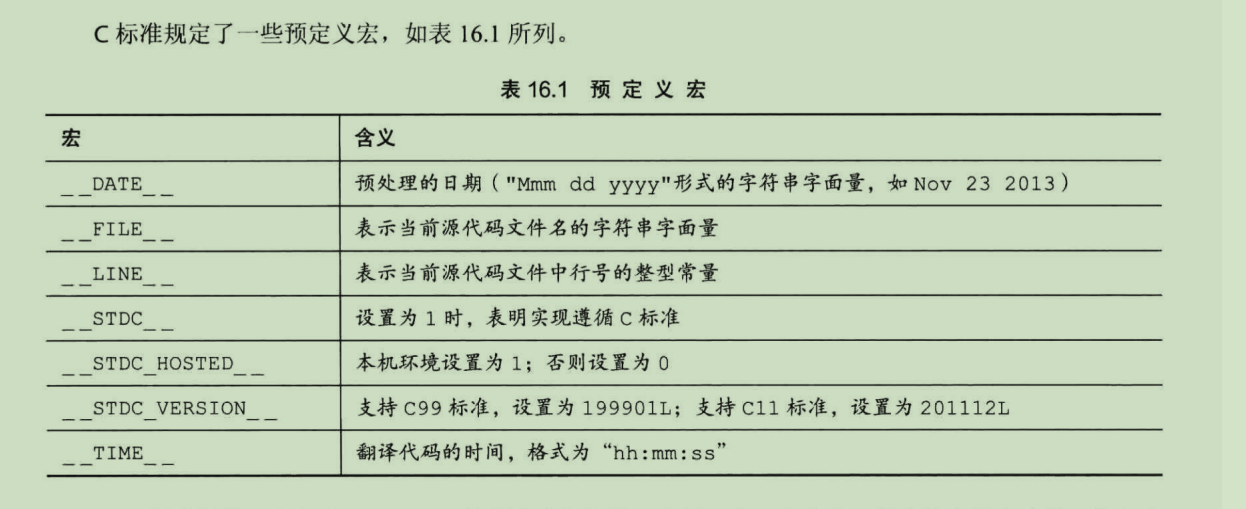 C 标准规定了一些预定义宏，如表 16.1 所列。
表 16.1 预 定 义 宏
宏 含义
__DATE__ 预处理的日期（"Mmm dd yyyy"形式的字符串字面量，如 Nov 23 2013）
__FILE__ 表示当前源代码文件名的字符串字面量
__LINE__ 表示当前源代码文件中行号的整型常量
__STDC__ 设置为 1 时，表明实现遵循 C 标准
__STDC_HOSTED__ 本机环境设置为 1；否则设置为 0
__STDC_VERSION__ 支持 C99 标准，设置为 199901L；支持 C11 标准，设置为 201112L
__TIME__ 翻译代码的时间，格式为“hh:mm:ss”